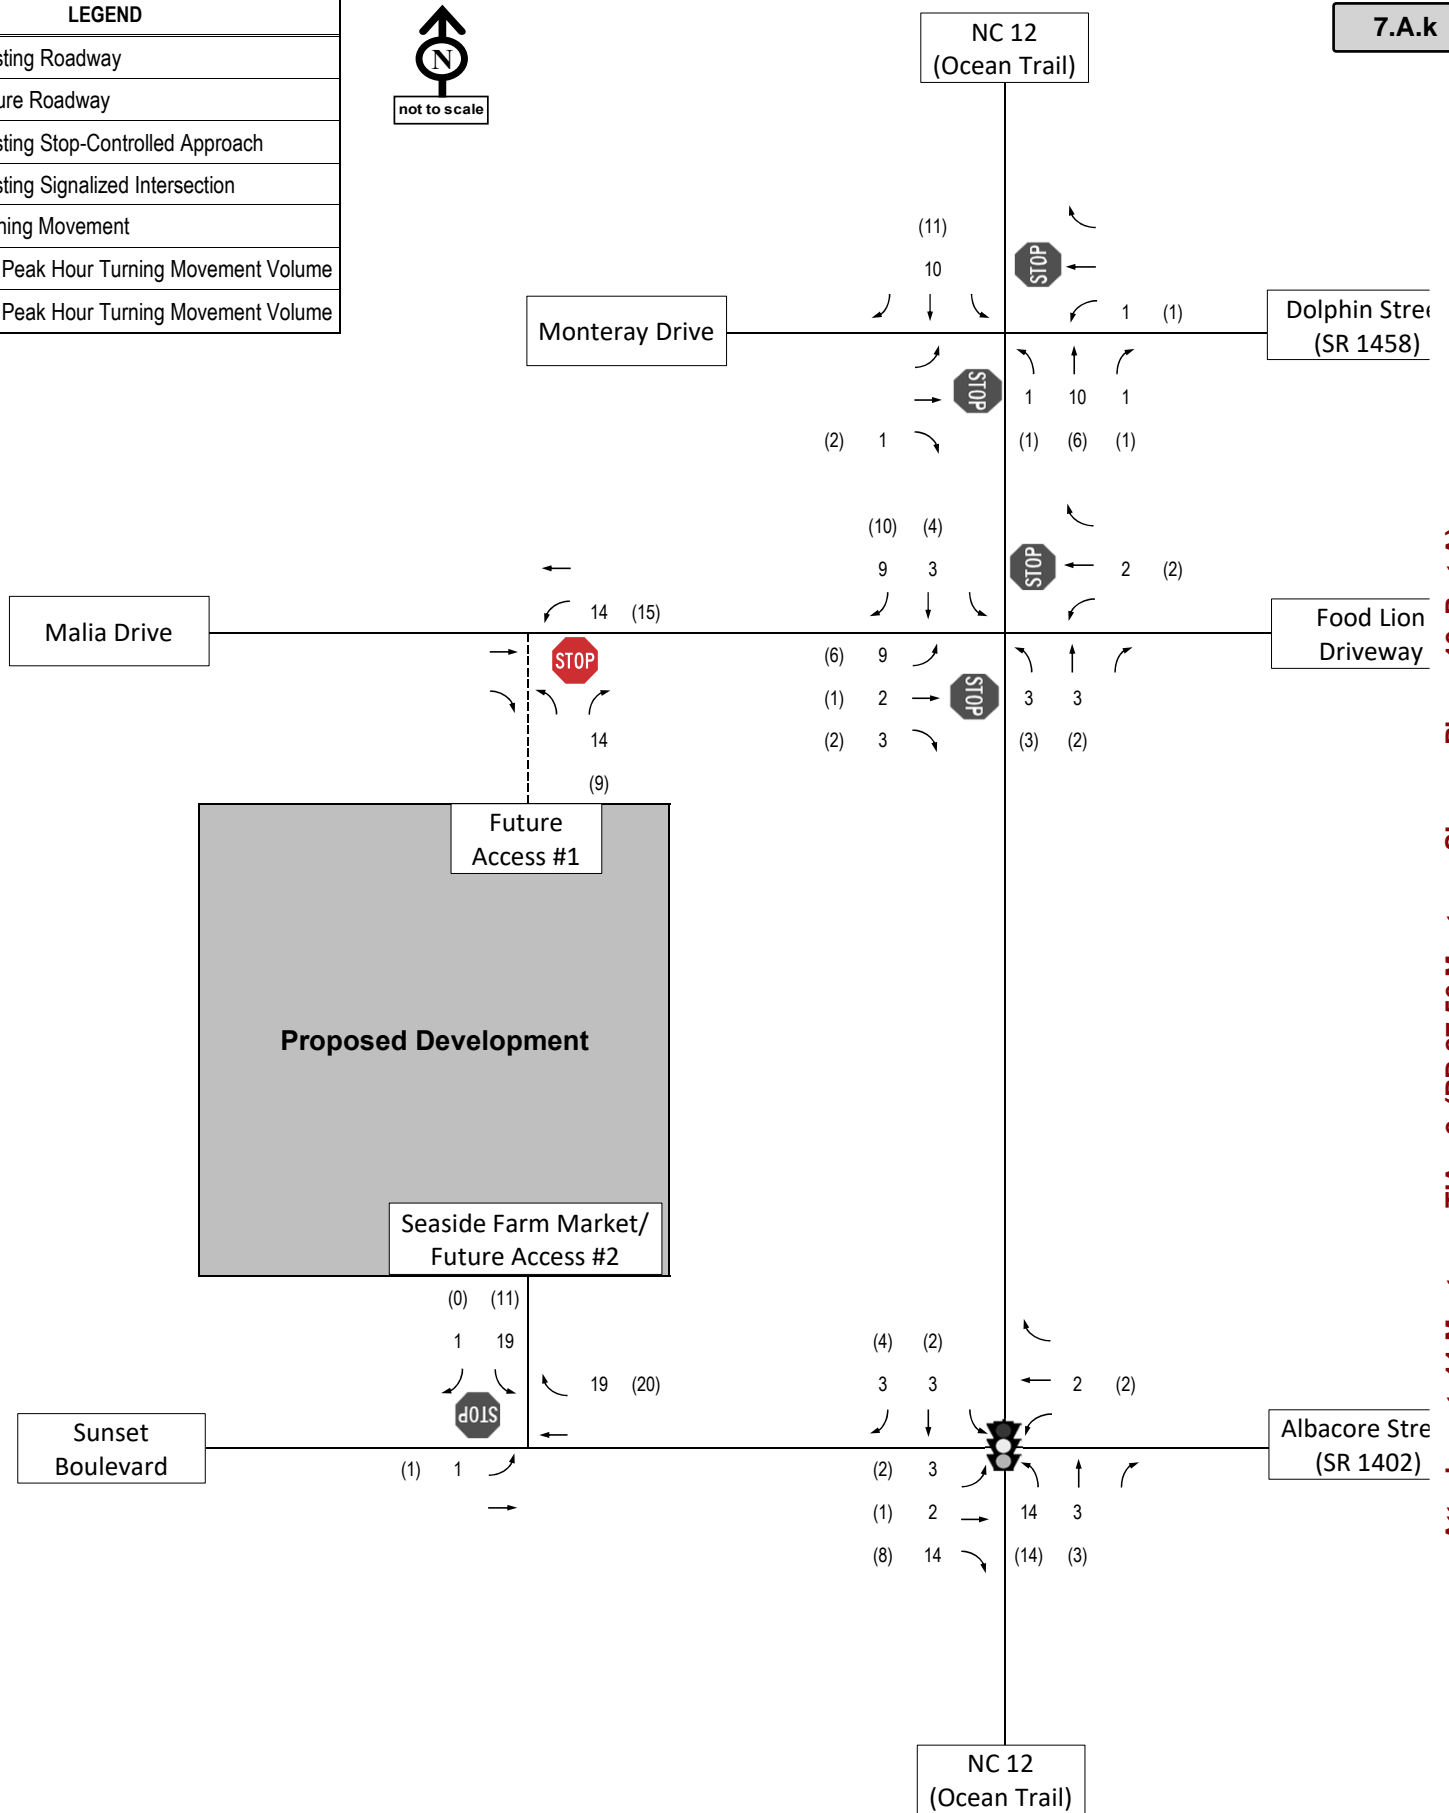 LEGEND
sting Roadway
ure Roadway
sting Stop-Controlled Approach
sting Signalized Intersection
ning Movement
Peak Hour Turning Movement Volume
Peak Hour Turning Movement Volume
N
not to scale
NC 12
(Ocean Trail)
7.A.k
(11)
10
STOP
Monteray Drive
1 (1)
Dolphin Stre
(SR 1458)
STOP
1 10 1
(2) 1
(1) (6) (1)
(10) (4)
9 3
STOP
2 (2)
14 (15)
Malia Drive
Food Lion
Driveway
STOP
(6) 9
(1) 2
STOP
3 3
(2) 3
(3) (2)
14
(9)
Future
Access #1
Proposed Development
Seaside Farm Market/
Future Access #2
(0) (11)
1 19
STOP
19 (20)
(4) (2)
3 3
2 (2)
Sunset
Boulevard
Albacore Stre
(SR 1402)
(1) 1
(2) 3
(1) 2
14 3
(8) 14
(14) (3)
NC 12
(Ocean Trail)